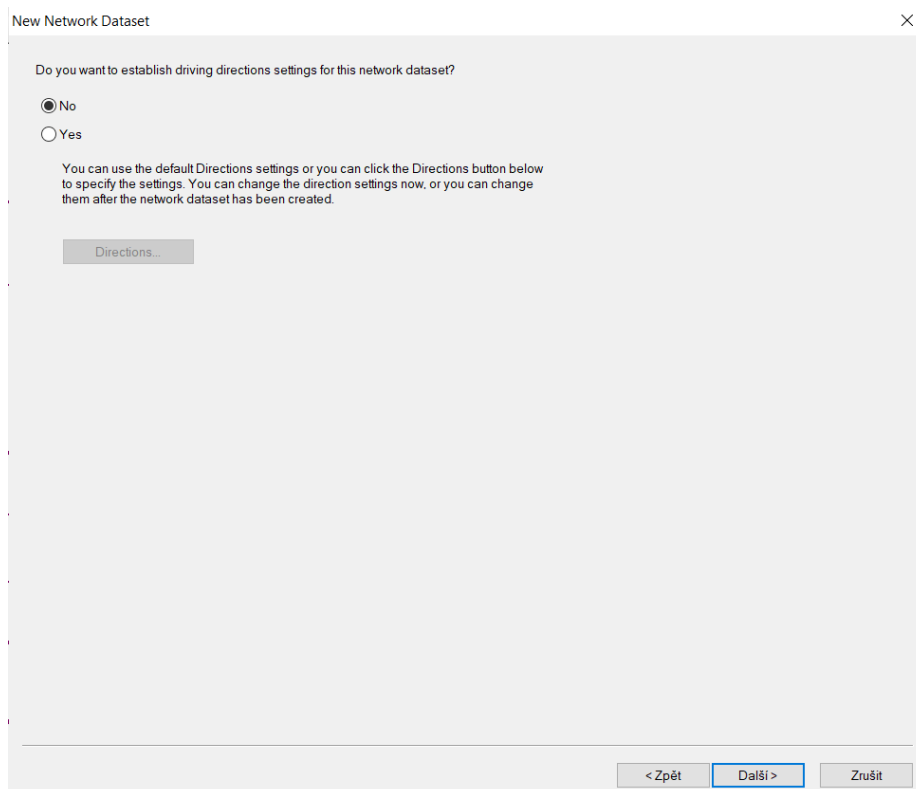 New Network Dataset
Do you want to establish driving directions settings for this network dataset?
No
Yes
You can use the default Directions settings or you can click the Directions button below
to specify the settings. You can change the direction settings now, or you can change
them after the network dataset has been created.
Directions...
< Zpět
Další >
Zrušit